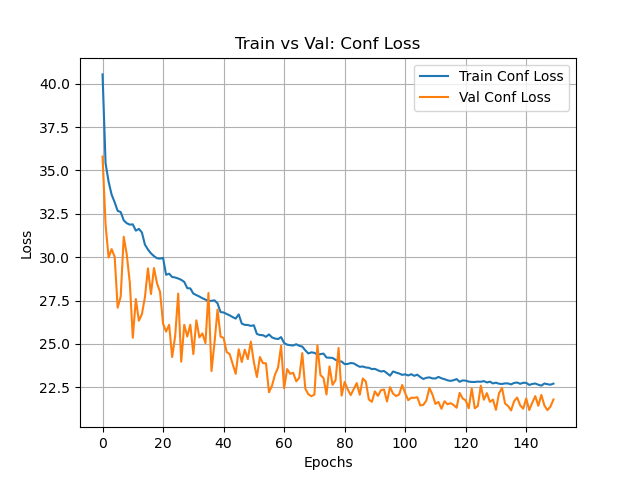 Train vs Val: Conf Loss
Train Conf Loss
Val Conf Loss
40.0
37.5
35.0
32.5
30.0
27.5
25.0
22.5
Loss
0 20 40 60 80 100 120 140
Epochs